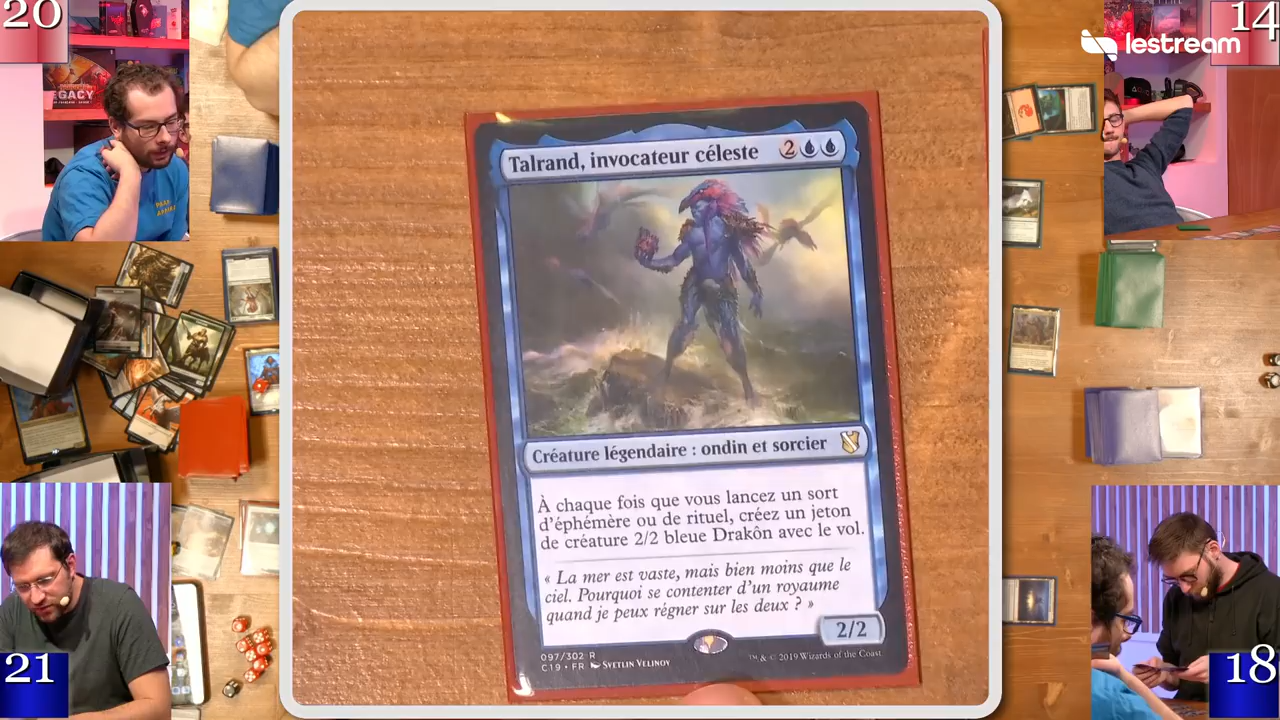 20
14
lestream
LEGACY
Talrand, invocateur céleste 2
Créature légendaire : ondin et sorcier
À chaque fois que vous lancez un sort
d'éphémère ou de rituel, créez un jeton
de créature 2/2 bleue Drakôn avec le vol.
« La mer est vaste, mais bien moins que le
ciel. Pourquoi se contenter d'un royaume
quand je peux régner sur les deux ? »
2/2
097/302 R
C19 • FR SVETLIN VELINOV
™ & © 2019 Wizards of the Coast
21
18